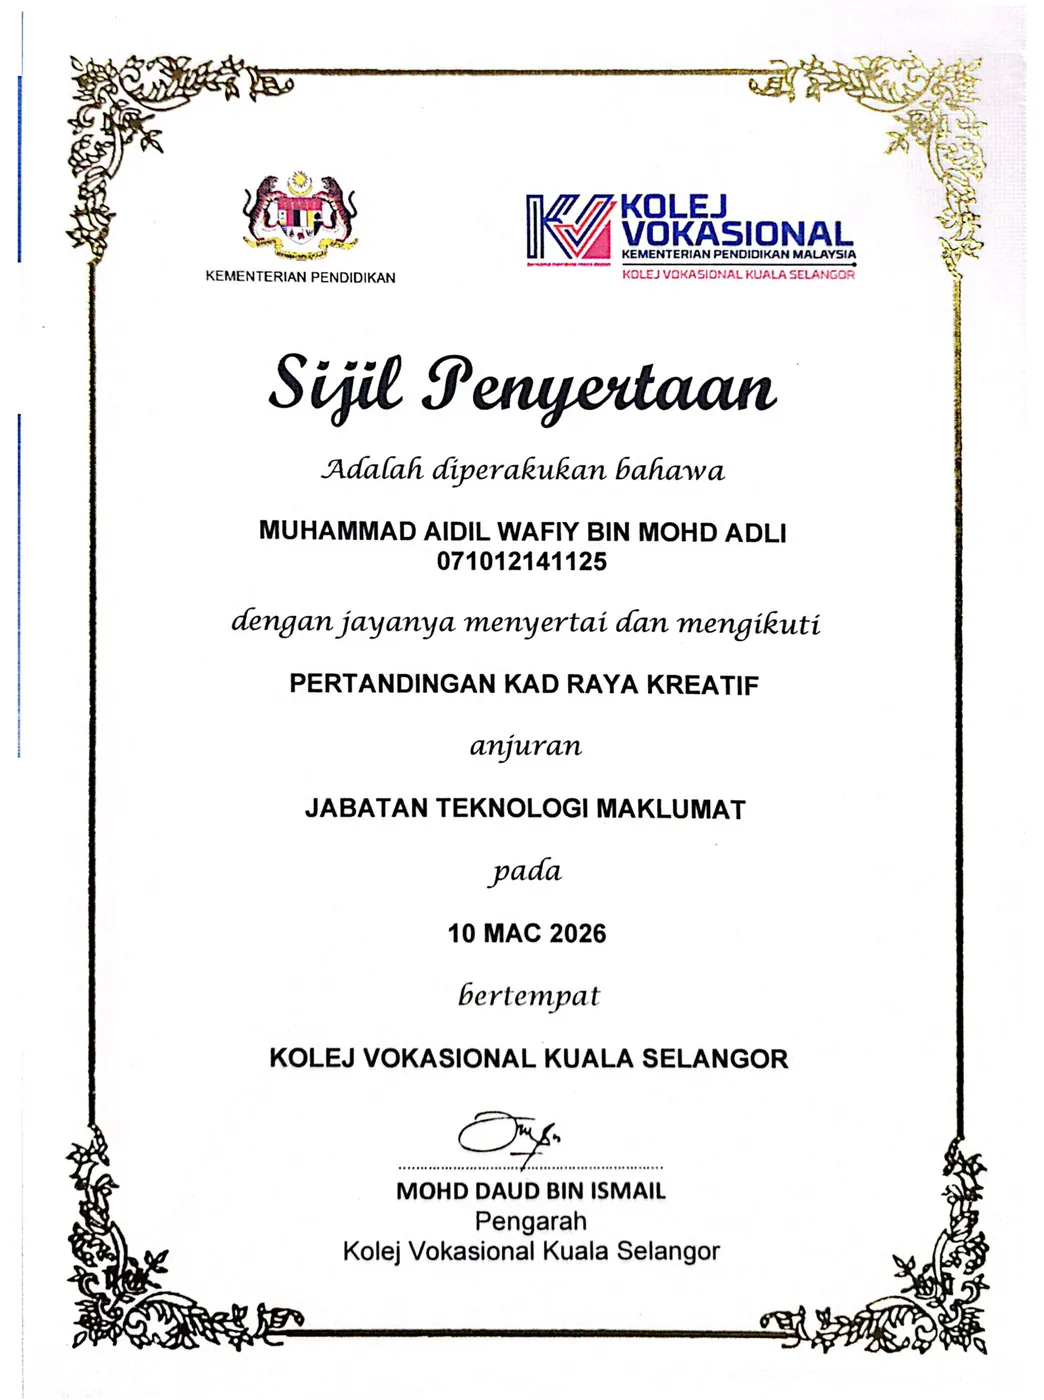 KEMENTERIAN PENDIDIKAN
KOLEJ
VOKASIONAL
KEMENTERIAN PENDIDIKAN MALAYSIA
KOLEJ VOKASIONAL KUALA SELANGOR
Sijil Penyertaan
Adalah diperakukan bahawa
MUHAMMAD AIDIL WAFIY BIN MOHD ADLI
071012141125
dengan jayanya menyertai dan mengikuti
PERTANDINGAN KAD RAYA KREATIF
anjuran
JABATAN TEKNOLOGI MAKLUMAT
pada
10 MAC 2026
bertempat
KOLEJ VOKASIONAL KUALA SELANGOR
MOHD DAUD BIN ISMAIL
Pengarah
Kolej Vokasional Kuala Selangor